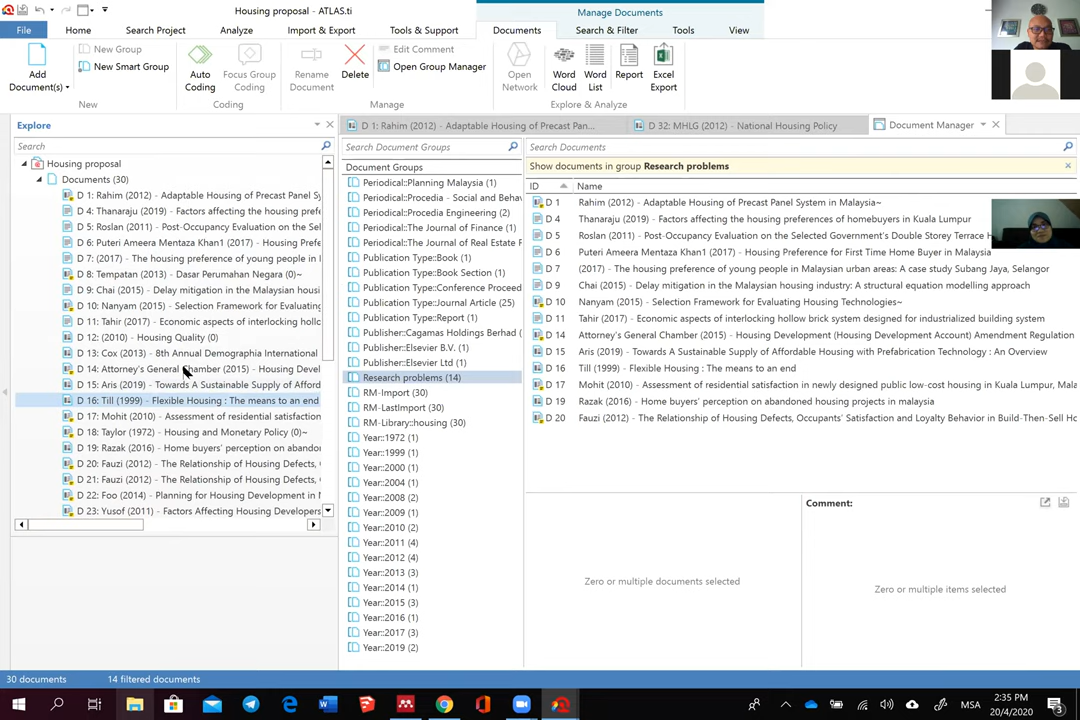 Housing proposal - ATLAS.ti
Manage Documents
File
Home
Search Project
Analyze
Import & Export
Tools & Support
Documents
Search & Filter
Tools
View
Add Document(s)
New Group
New Smart Group
New
Auto Coding
Focus Group Coding
Coding
Rename Document
Delete
Edit Comment
Open Group Manager
Manage
Open Network
Word Cloud
Word List
Report
Excel Export
Explore & Analyze
Explore
Search
Housing proposal
Documents (30)
D 1: Rahim (2012) - Adaptable Housing of Precast Panel Sy
D 4: Thanaraju (2019) - Factors affecting the housing prefe
D 5: Roslan (2011) - Post-Occupancy Evaluation on the Sel
D 6: Puteri Ameera Mentaza Khan1 (2017) - Housing Prefe
D 7: (2017) - The housing preference of young people in
D 8: Tempatan (2013) - Dasar Perumahan Negara (0)~
D 9: Chai (2015) - Delay mitigation in the Malaysian housi
D 10: Nanyam (2015) - Selection Framework for Evaluating
D 11: Tahir (2017) - Economic aspects of interlocking hollc
D 12: (2010) - Housing Quality (0)
D 13: Cox (2013) - 8th Annual Demographia International
D 14: Attorney's General Chamber (2015) - Housing Devel
D 15: Aris (2019) - Towards A Sustainable Supply of Afford
D 16: Till (1999) - Flexible Housing : The means to an end
D 17: Mohit (2010) - Assessment of residential satisfaction
D 18: Taylor (1972) - Housing and Monetary Policy (0)~
D 19: Razak (2016) - Home buyers' perception on abandon
D 20: Fauzi (2012) - The Relationship of Housing Defects,
D 21: Fauzi (2012) - The Relationship of Housing Defects,
D 22: Foo (2014) - Planning for Housing Development in M
D 23: Yusof (2011) - Factors Affecting Housing Developers
D 1: Rahim (2012) - Adaptable Housing of Precast Pan...
D 32: MHLG (2012) - National Housing Policy
Document Manager
Search Document Groups
Document Groups
Periodical::Planning Malaysia (1)
Periodical::Procedia - Social and Behav
Periodical::Procedia Engineering (2)
Periodical::The Journal of Finance (1)
Periodical::The Journal of Real Estate F
Publication Type::Book (1)
Publication Type::Book Section (1)
Publication Type::Conference Proceed
Publication Type::Journal Article (25)
Publication Type::Report (1)
Publisher::Cagamas Holdings Berhad (
Publisher::Elsevier B.V. (1)
Publisher::Elsevier Ltd (1)
Research problems (14)
RM-Import (30)
RM-LastImport (30)
RM-Library::housing (30)
Year::1972 (1)
Year::1999 (1)
Year::2000 (1)
Year::2004 (1)
Year::2008 (2)
Year::2009 (1)
Year::2010 (2)
Year::2011 (4)
Year::2012 (4)
Year::2013 (3)
Year::2014 (1)
Year::2015 (3)
Year::2016 (1)
Year::2017 (3)
Year::2019 (2)
Search Documents
Show documents in group Research problems
ID Name
D 1 Rahim (2012) - Adaptable Housing of Precast Panel System in Malaysia~
D 4 Thanaraju (2019) - Factors affecting the housing preferences of homebuyers in Kuala Lumpur
D 5 Roslan (2011) - Post-Occupancy Evaluation on the Selected Government's Double Storey Terrace H
D 6 Puteri Ameera Mentaza Khan1 (2017) - Housing Preference for First Time Home Buyer in Malaysia
D 7 (2017) - The housing preference of young people in Malaysian urban areas: A case study Subang Jaya, Selangor
D 9 Chai (2015) - Delay mitigation in the Malaysian housing industry: A structural equation modelling approach
D 10 Nanyam (2015) - Selection Framework for Evaluating Housing Technologies~
D 11 Tahir (2017) - Economic aspects of interlocking hollow brick system designed for industrialized building system
D 14 Attorney's General Chamber (2015) - Housing Development (Housing Development Account) Amendment Regulation
D 15 Aris (2019) - Towards A Sustainable Supply of Affordable Housing with Prefabrication Technology : An Overview
D 16 Till (1999) - Flexible Housing : The means to an end
D 17 Mohit (2010) - Assessment of residential satisfaction in newly designed public low-cost housing in Kuala Lumpur, Mala
D 19 Razak (2016) - Home buyers' perception on abandoned housing projects in malaysia
D 20 Fauzi (2012) - The Relationship of Housing Defects, Occupants' Satisfaction and Loyalty Behavior in Build-Then-Sell Hc
Zero or multiple documents selected
Comment:
Zero or multiple items selected
30 documents
14 filtered documents
MSA
2:35 PM
20/4/2020
3